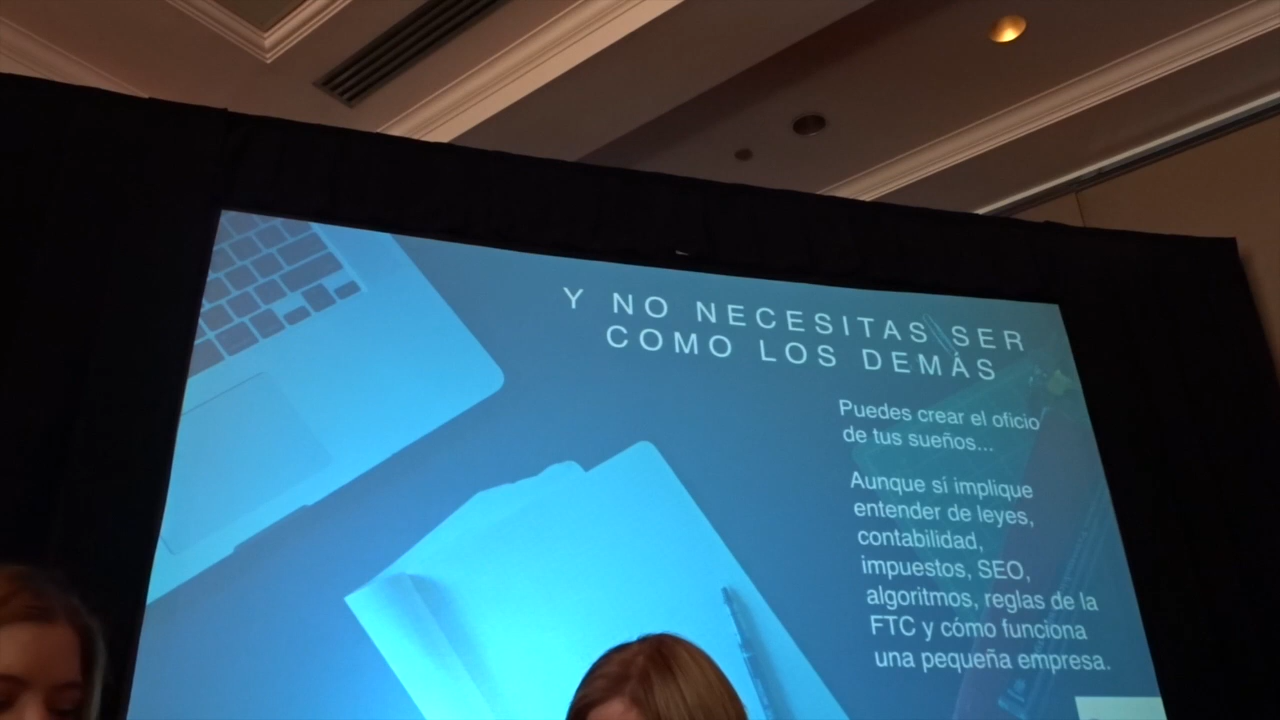 Y NO NECESITAS SER
COMO LOS DEMÁS
Puedes crear el oficio
de tus sueños...
Aunque sí implique
entender de leyes,
contabilidad,
impuestos, SEO,
algoritmos, reglas de la
FTC y cómo funciona
una pequeña empresa.